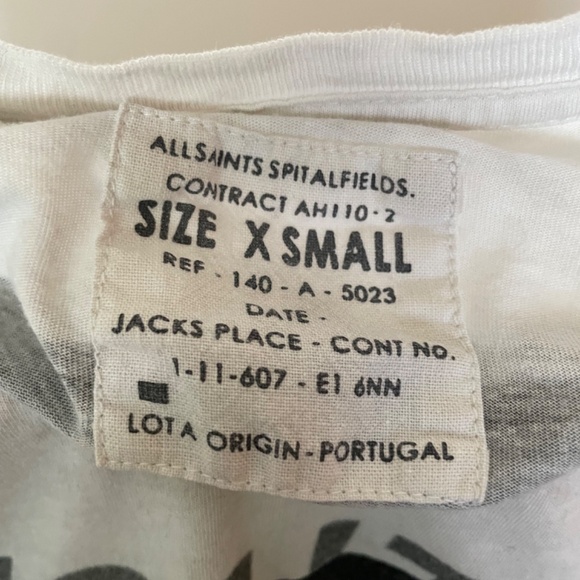 ALLSAINTS SPITALFIELDS.
CONTRACT AH110-2
SIZE X SMALL
REF - 140 - A - 5023
DATE -
JACKS PLACE - CONT NO.
1-11-607 - E1 6NN
LOT A ORIGIN - PORTUGAL